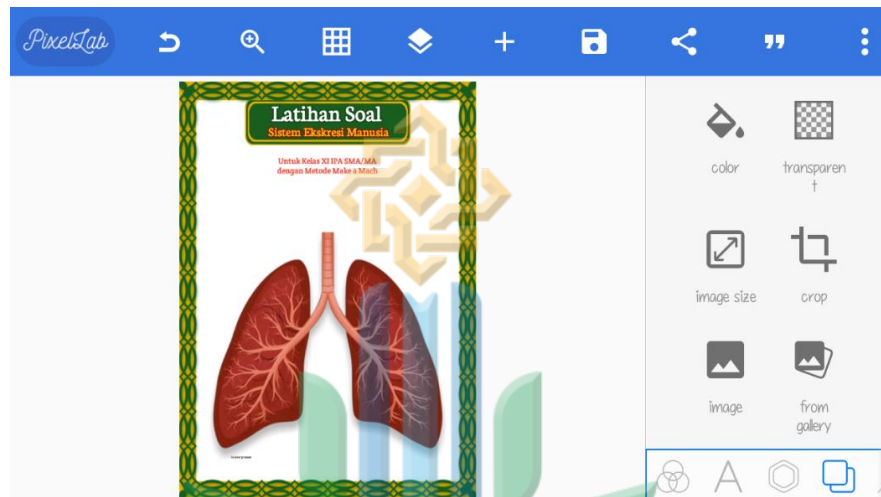 PixelLab
Latihan Soal
Sistem Ekskresi Manusia
Untuk Kelas XI IPA SMA/MA
dengan Metode Make a Mach
color
transparen
t
image size
crop
image
from
gallery